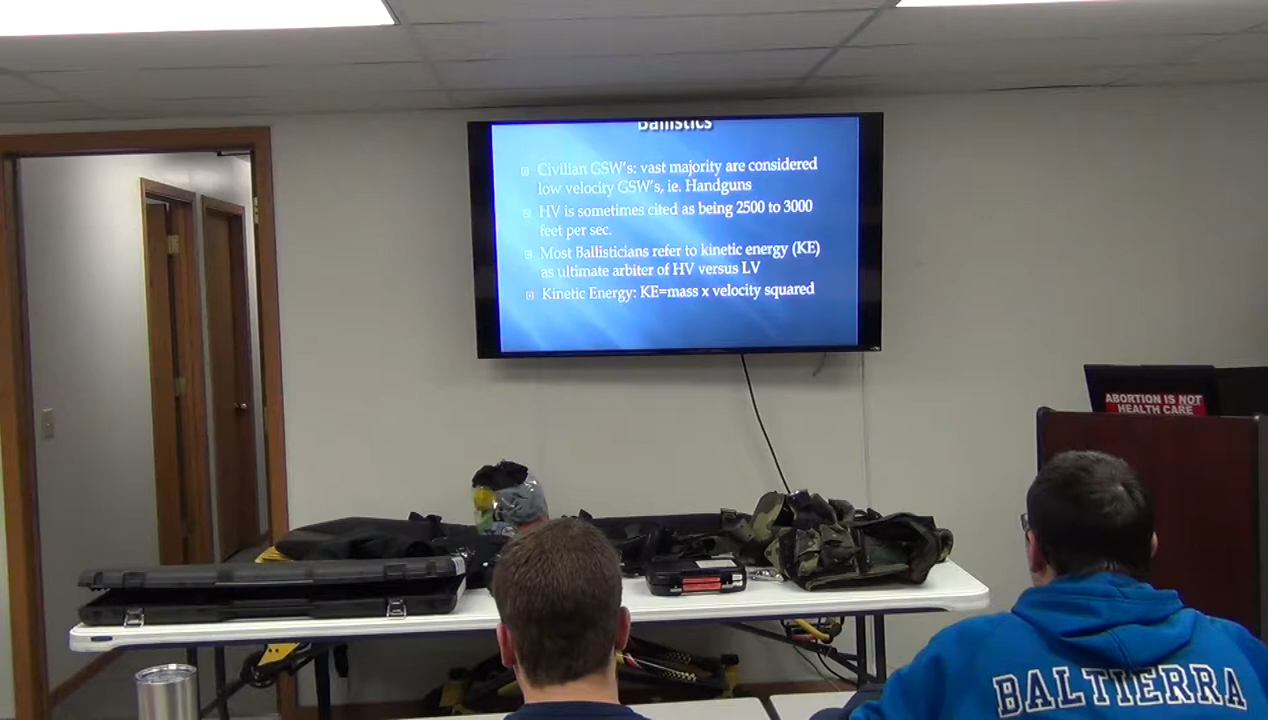 Ballistics
Civilian GSW's: vast majority are considered
low velocity GSW's, ie. Handguns
HV is sometimes cited as being 2500 to 3000
feet per sec.
Most Ballisticians refer to kinetic energy (KE)
as ultimate arbiter of HV versus LV
Kinetic Energy: KE=mass x velocity squared
ABORTION IS NOT
HEALTH CARE
BALTIERRA